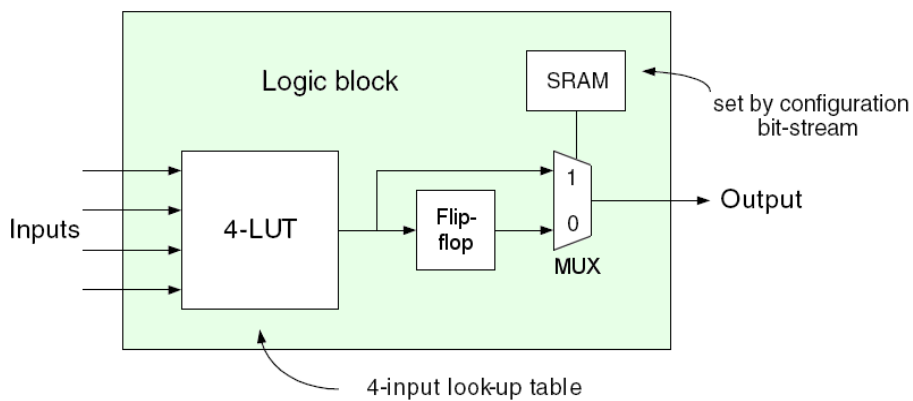 Logic block
SRAM
set by configuration
bit-stream
Inputs
4-LUT
Flip-
flop
1
0
MUX
Output
4-input look-up table